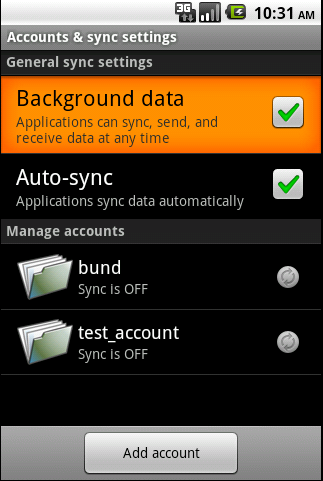 3G
10:31 AM
Accounts & sync settings
General sync settings
Background data
Applications can sync, send, and
receive data at any time
Auto-sync
Applications sync data automatically
Manage accounts
bund
Sync is OFF
test_account
Sync is OFF
Add account